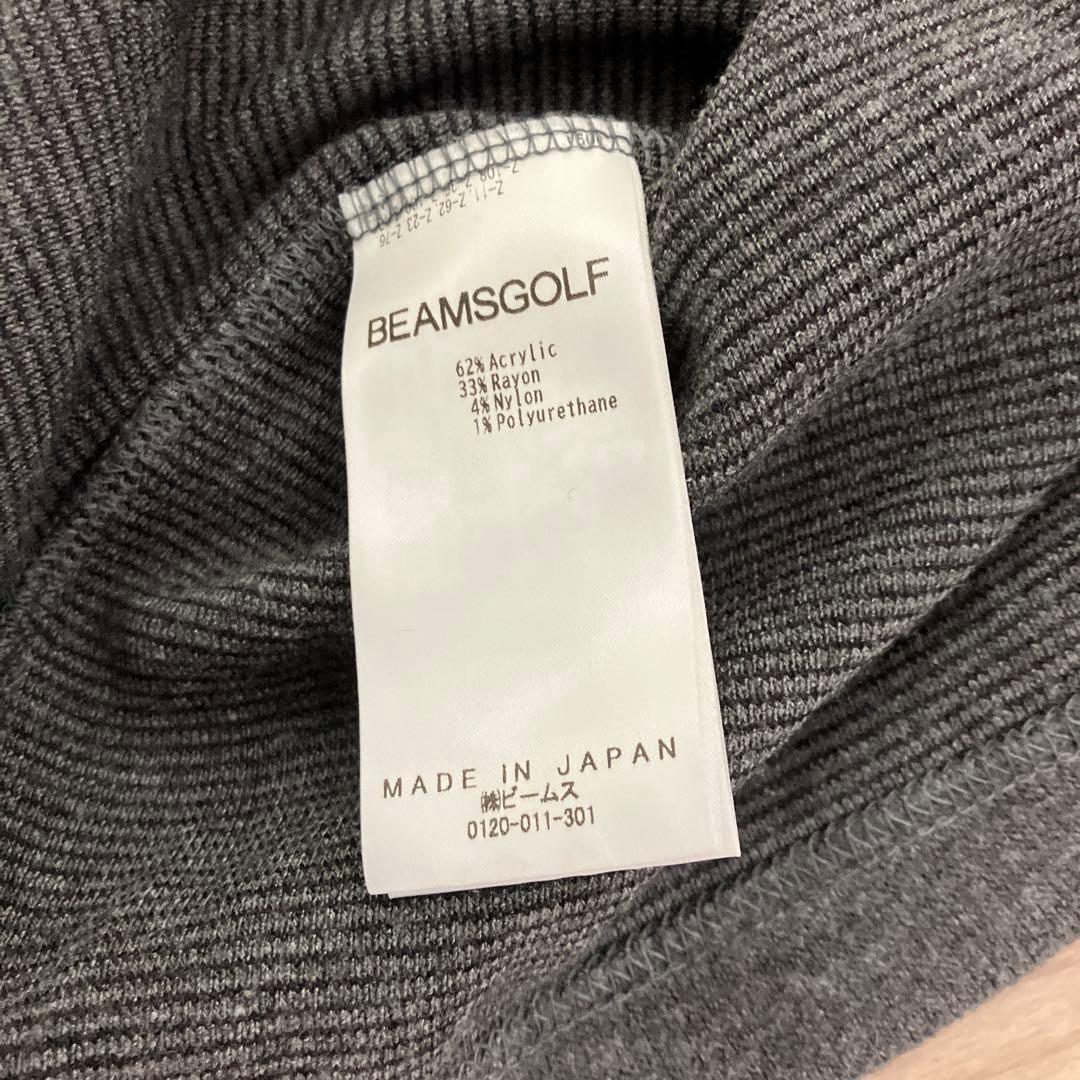 BEAMSGOLF
62% Acrylic
33% Rayon
4% Nylon
1% Polyurethane
MADE IN JAPAN
㈱ビームス
0120-011-301